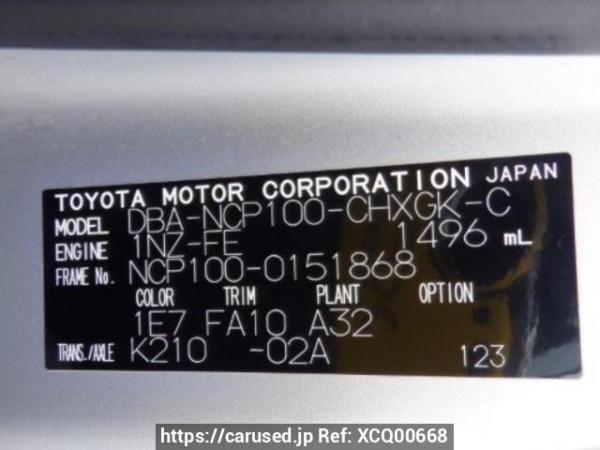 TOYOTA MOTOR CORPORATION JAPAN
MODEL DBA-NCP100-CHXGK-C
ENGINE 1NZ-FE 1496 mL
FRAME No. NCP100-0151868
COLOR TRIM PLANT OPTION
1E7 FA10 A32
TRANS./AXLE K210 -02A 123
https://carused.jp Ref: XCQ00668